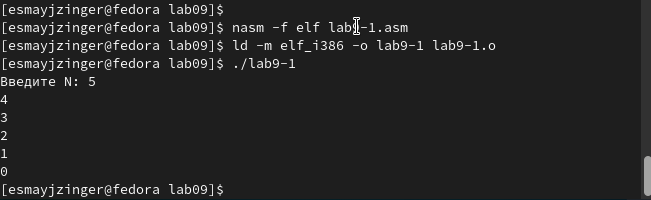 [esmayjzinger@fedora lab09]$
[esmayjzinger@fedora lab09]$ nasm -f elf lab9-1.asm
[esmayjzinger@fedora lab09]$ ld -m elf_i386 -o lab9-1 lab9-1.o
[esmayjzinger@fedora lab09]$ ./lab9-1
Введите N: 5
4
3
2
1
0
[esmayjzinger@fedora lab09]$